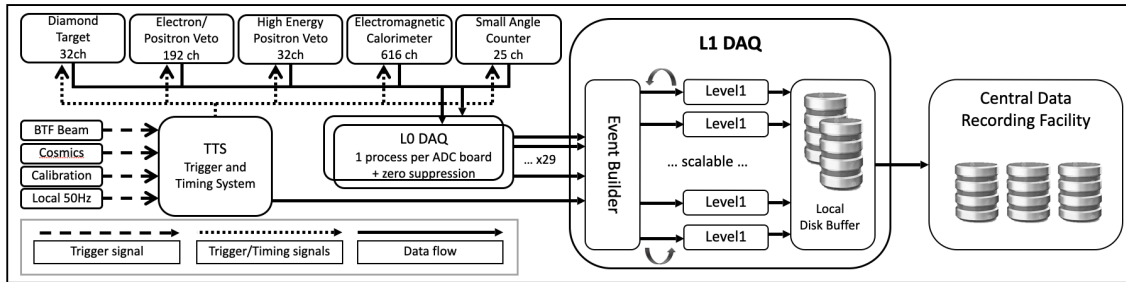 Diamond
Target
32ch
Electron/
Positron Veto
192 ch
High Energy
Positron Veto
32ch
Electromagnetic
Calorimeter
616 ch
Small Angle
Counter
25 ch
BTF Beam
Cosmics
Calibration
Local 50Hz
TTS
Trigger and
Timing System
L0 DAQ
1 process per ADC board
+ zero suppression
... x29
L1 DAQ
Event Builder
Level1
Level1
... scalable ...
Level1
Level1
Local
Disk Buffer
Central Data
Recording Facility
Trigger signal
Trigger/Timing signals
Data flow